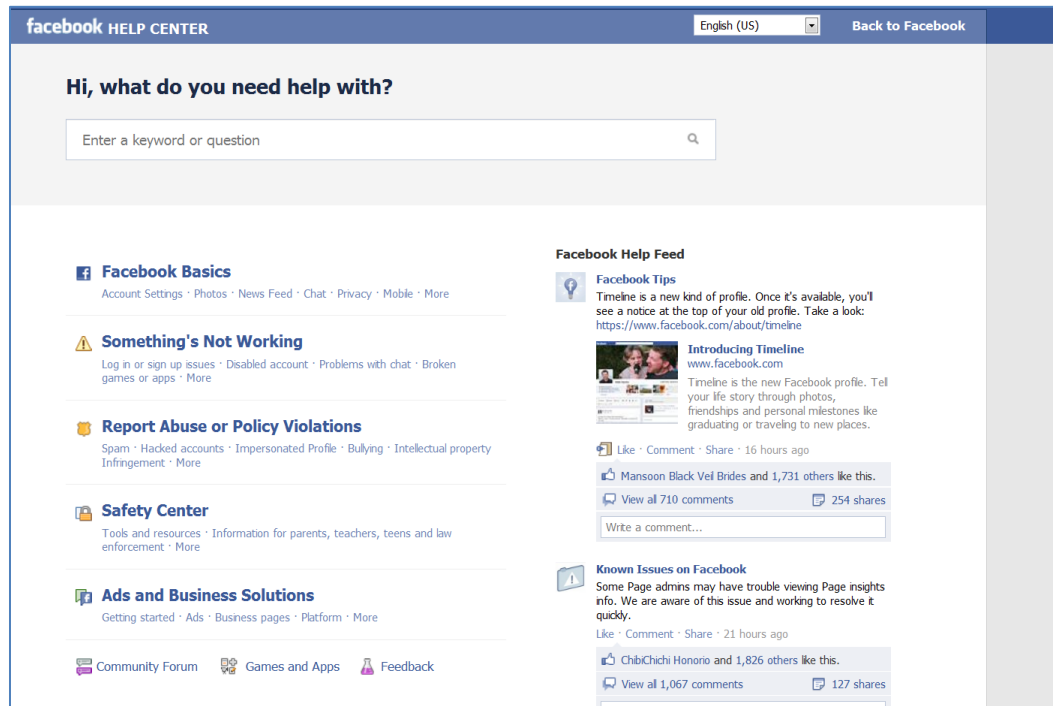 facebook HELP CENTER
English (US)
Back to Facebook
Hi, what do you need help with?
Enter a keyword or question
Facebook Basics
Account Settings · Photos · News Feed · Chat · Privacy · Mobile · More
Something's Not Working
Log in or sign up issues · Disabled account · Problems with chat · Broken
games or apps · More
Report Abuse or Policy Violations
Spam · Hacked accounts · Impersonated Profile · Bullying · Intellectual property
Infringement · More
Safety Center
Tools and resources · Information for parents, teachers, teens and law
enforcement · More
Ads and Business Solutions
Getting started · Ads · Business pages · Platform · More
Community Forum
Games and Apps
Feedback
Facebook Help Feed
Facebook Tips
Timeline is a new kind of profile. Once it's available, you'll
see a notice at the top of your old profile. Take a look:
https://www.facebook.com/about/timeline
Introducing Timeline
www.facebook.com
Timeline is the new Facebook profile. Tell
your life story through photos,
friendships and personal milestones like
graduating or traveling to new places.
Like · Comment · Share · 16 hours ago
Mansoon Black Veil Brides and 1,731 others like this.
View all 710 comments
254 shares
Write a comment...
Known Issues on Facebook
Some Page admins may have trouble viewing Page insights
info. We are aware of this issue and working to resolve it
quickly.
Like · Comment · Share · 21 hours ago
ChibiChichi Honorio and 1,826 others like this.
View all 1,067 comments
127 shares